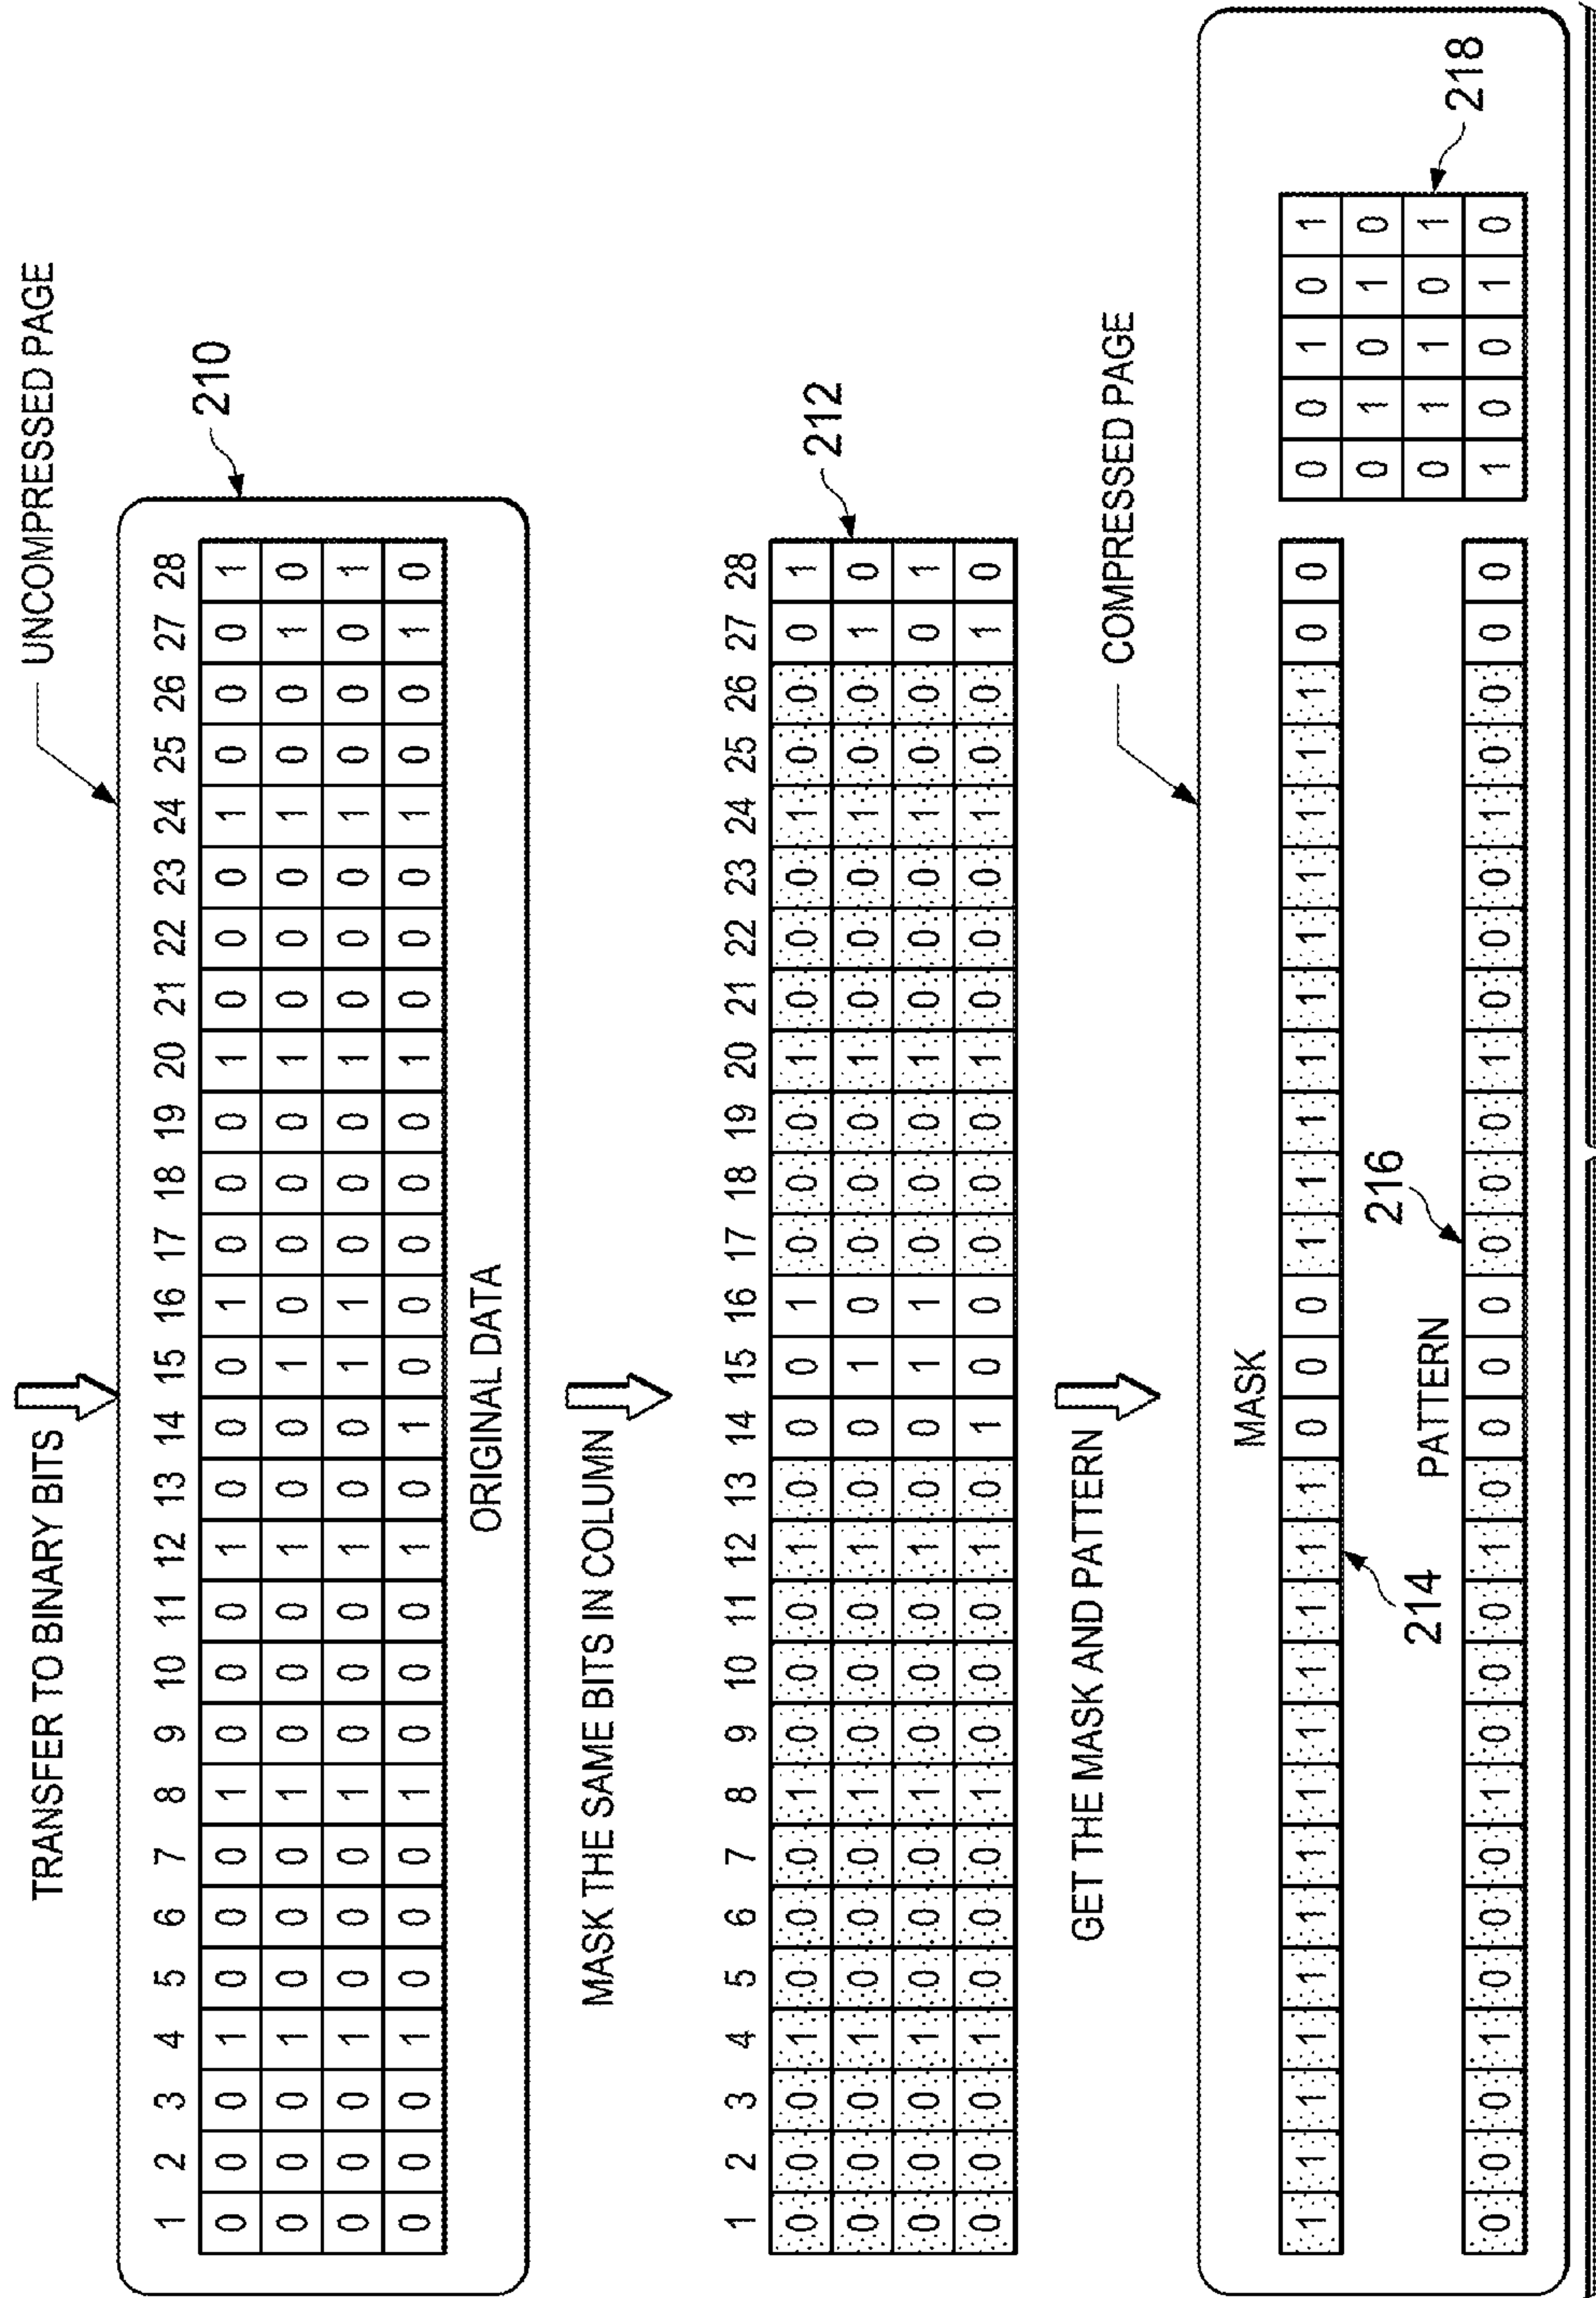 TRANSFER TO BINARY BITS
UNCOMPRESSED PAGE
210
1 2 3 4 5 6 7 8 9 10 11 12 13 14 15 16 17 18 19 20 21 22 23 24 25 26 27 28
0 0 0 1 0 0 0 1 0 0 0 1 0 0 0 1 0 0 0 1 0 0 0 1 0 0 0 1
0 0 0 1 0 0 0 1 0 0 0 1 0 0 1 0 0 0 0 1 0 0 0 1 0 0 1 0
0 0 0 1 0 0 0 1 0 0 0 1 0 0 1 1 0 0 0 1 0 0 0 1 0 0 0 1
0 0 0 1 0 0 0 1 0 0 0 1 0 1 0 0 0 0 0 1 0 0 0 1 0 0 1 0
ORIGINAL DATA
MASK THE SAME BITS IN COLUMN
212
1 2 3 4 5 6 7 8 9 10 11 12 13 14 15 16 17 18 19 20 21 22 23 24 25 26 27 28
0 0 0 1 0 0 0 1 0 0 0 1 0 0 0 1 0 0 0 1 0 0 0 1 0 0 0 1
0 0 0 1 0 0 0 1 0 0 0 1 0 0 1 0 0 0 0 1 0 0 0 1 0 0 1 0
0 0 0 1 0 0 0 1 0 0 0 1 0 0 1 1 0 0 0 1 0 0 0 1 0 0 0 1
0 0 0 1 0 0 0 1 0 0 0 1 0 1 0 0 0 0 0 1 0 0 0 1 0 0 1 0
GET THE MASK AND PATTERN
COMPRESSED PAGE
MASK
1 1 1 1 1 1 1 1 1 1 1 1 1 0 0 0 1 1 1 1 1 1 1 1 1 1 0 0
214
PATTERN
216
0 0 0 1 0 0 0 1 0 0 0 1 0 0 0 0 0 0 0 1 0 0 0 1 0 0 0 0
0 0 1 0 1
0 1 0 1 0
0 1 1 0 1
1 0 0 1 0
218